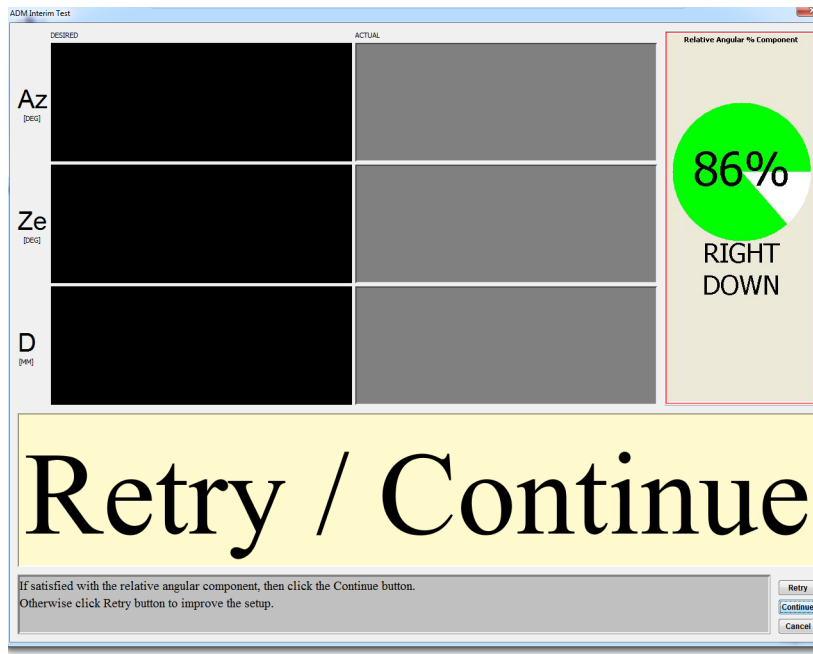 ADM Interim Test
DESIRED ACTUAL
Relative Angular % Component
Az
[DEG]
86%
Ze
[DEG]
RIGHT
DOWN
D
[MM]
Retry / Continue
If satisfied with the relative angular component, then click the Continue button.
Otherwise click Retry button to improve the setup.
Retry
Continue
Cancel